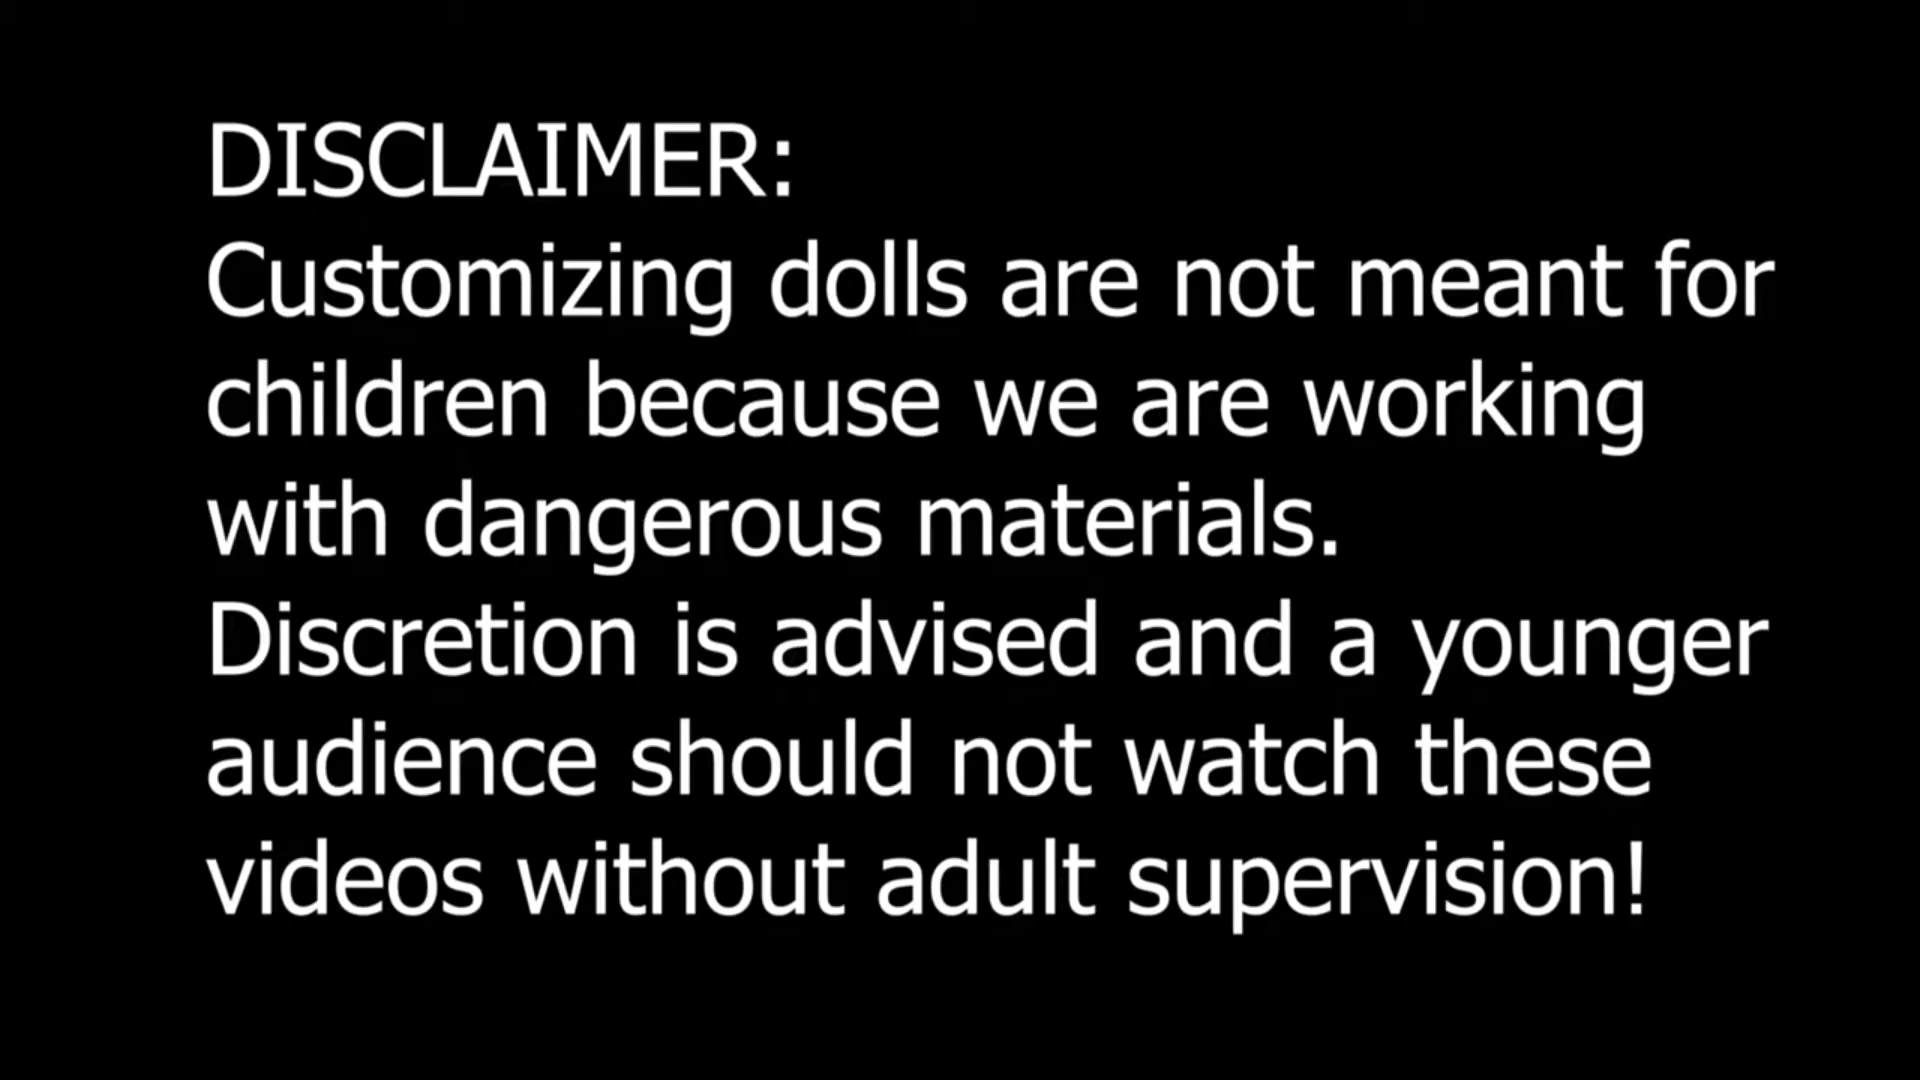 DISCLAIMER:
Customizing dolls are not meant for
children because we are working
with dangerous materials.
Discretion is advised and a younger
audience should not watch these
videos without adult supervision!